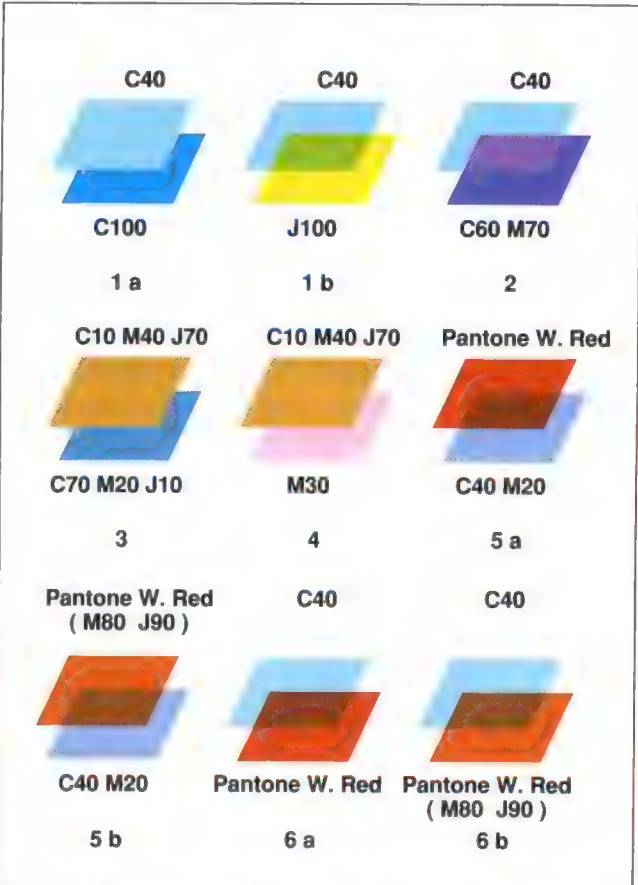 C40 C40 C40
C100 J100 C60 M70
1 a 1 b 2
C10 M40 J70 C10 M40 J70 Pantone W. Red
C70 M20 J10 M30 C40 M20
3 4 5 a
Pantone W. Red C40 C40
( M80 J90 )
C40 M20 Pantone W. Red Pantone W. Red
( M80 J90 )
5 b 6 a 6 b